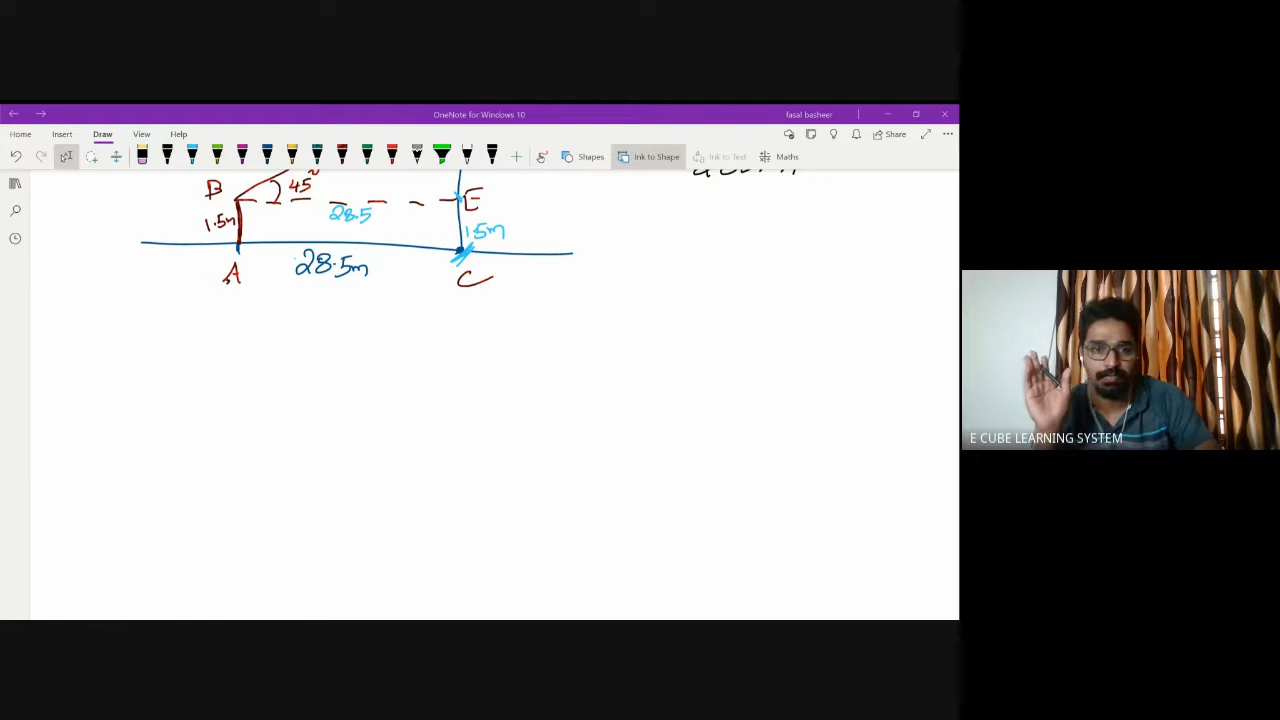 OneNote for Windows 10
fasal basheer
Home Insert Draw View Help
Share
Shapes Ink to Shape Ink to Text Maths
B 45°
E
1.5m
28.5
1.5m
A 28.5m
C
E CUBE LEARNING SYSTEM